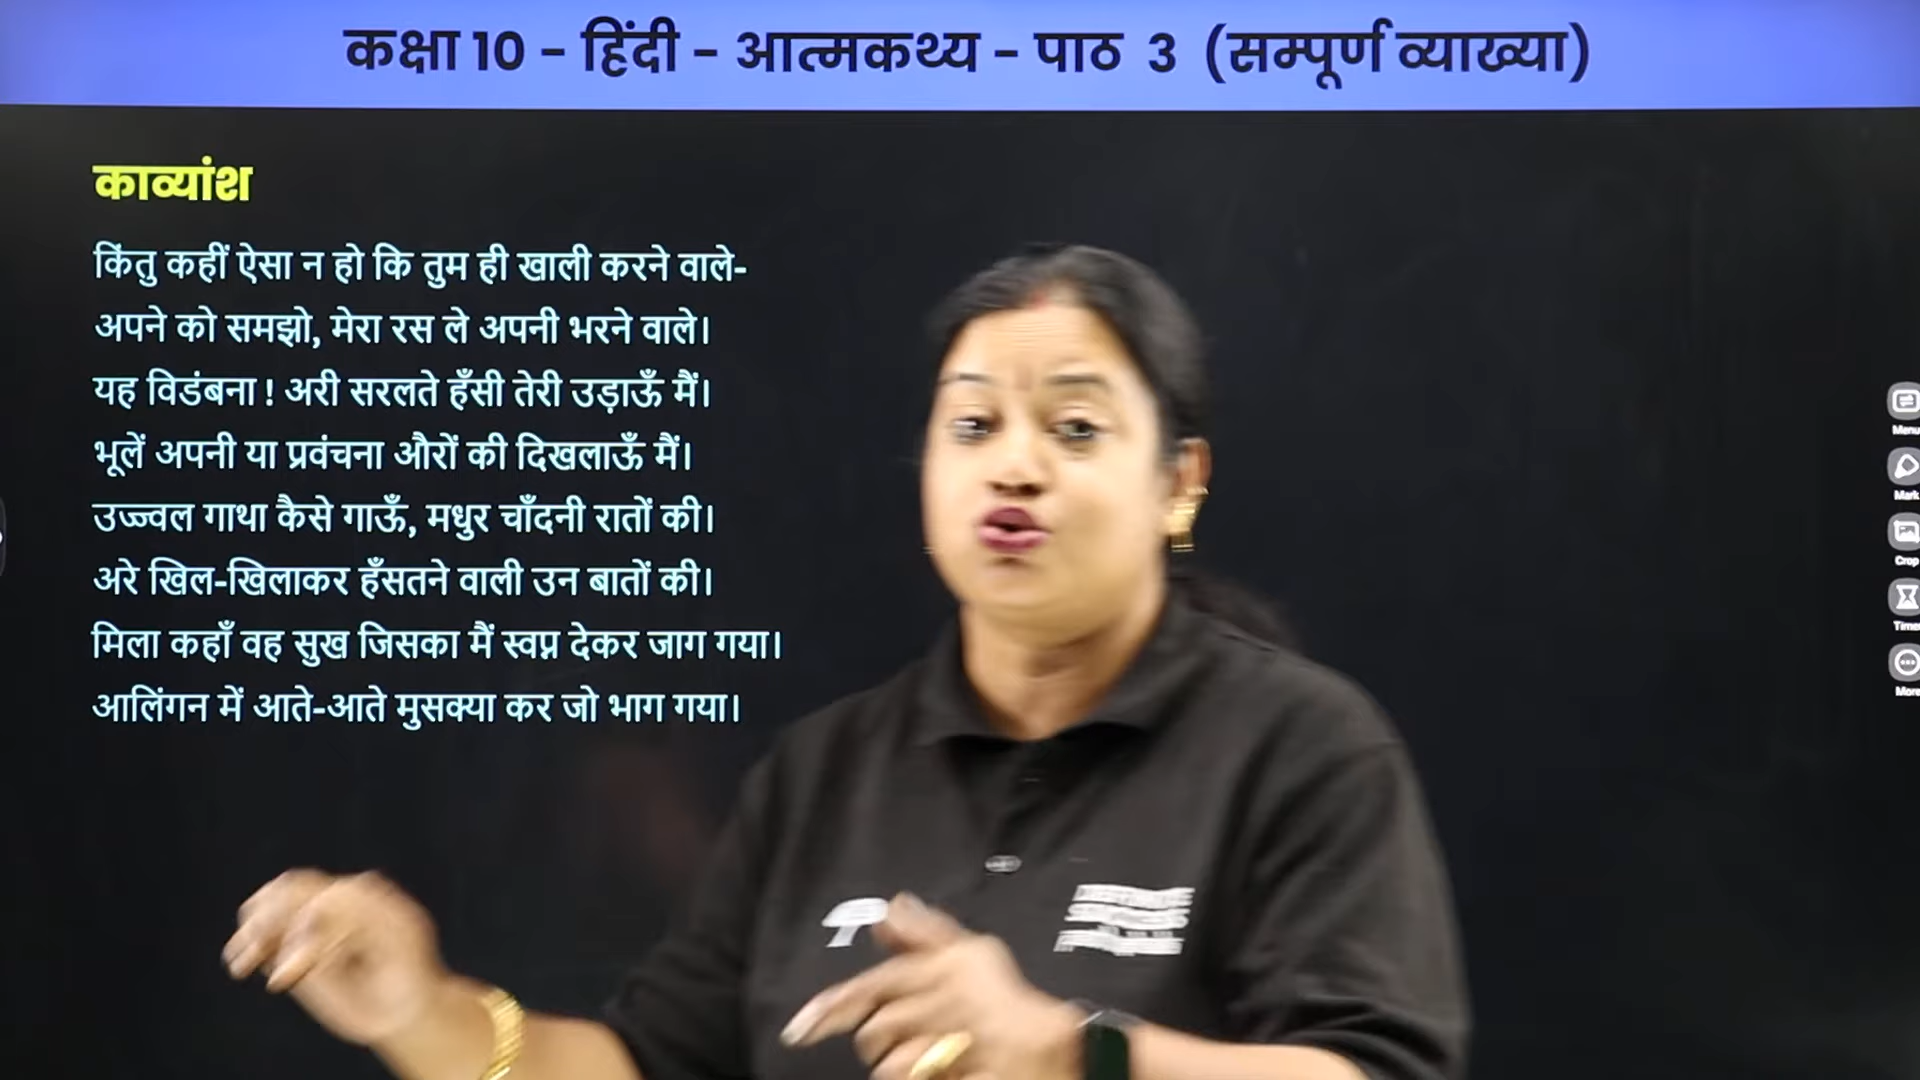 कक्षा 10 - हिंदी - आत्मकथ्य - पाठ 3 (सम्पूर्ण व्याख्या)
काव्यांश
किंतु कहीं ऐसा न हो कि तुम ही खाली करने वाले-
अपने को समझो, मेरा रस ले अपनी भरने वाले।
यह विडंबना ! अरी सरलते हँसी तेरी उड़ाऊँ मैं।
भूलें अपनी या प्रवंचना औरों की दिखलाऊँ मैं।
उज्ज्वल गाथा कैसे गाऊँ, मधुर चाँदनी रातों की।
अरे खिल-खिलाकर हँसतने वाली उन बातों की।
मिला कहाँ वह सुख जिसका मैं स्वप्न देकर जाग गया।
आलिंगन में आते-आते मुसक्या कर जो भाग गया।
Menu
Mark
Crop
Timer
More